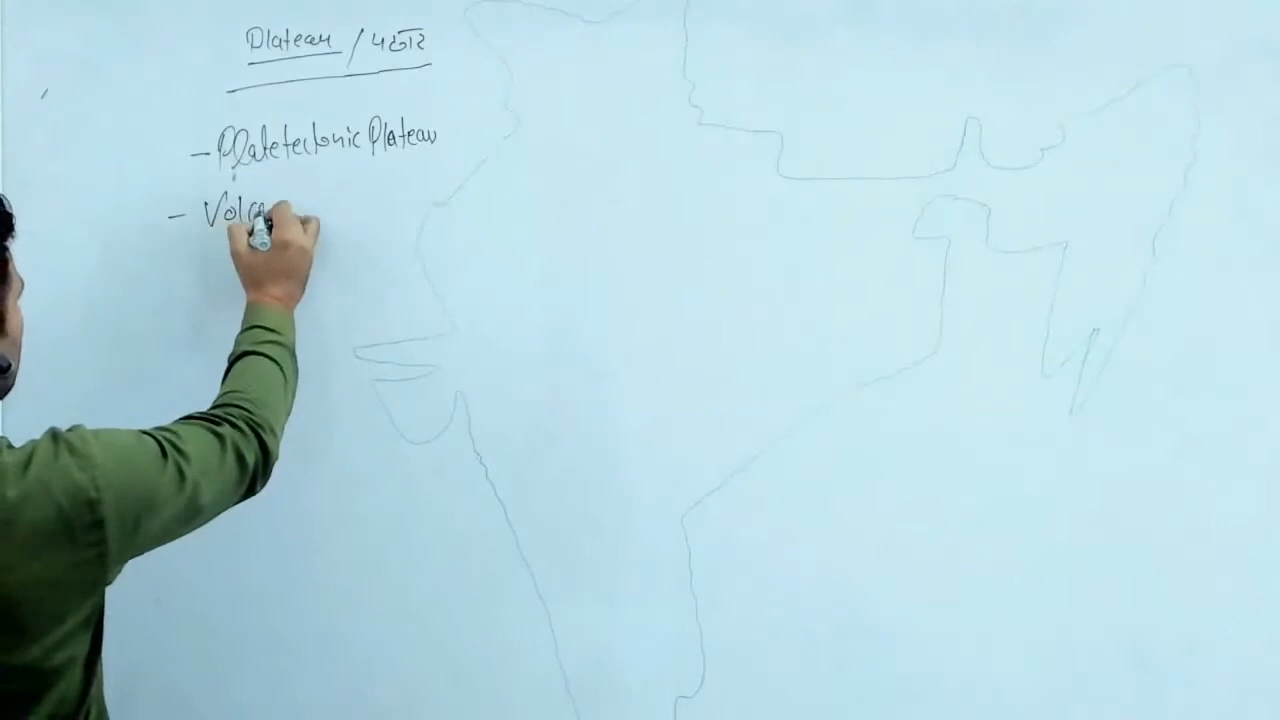 Plateau / पठार
- Platetectonic Plateau
- Volc